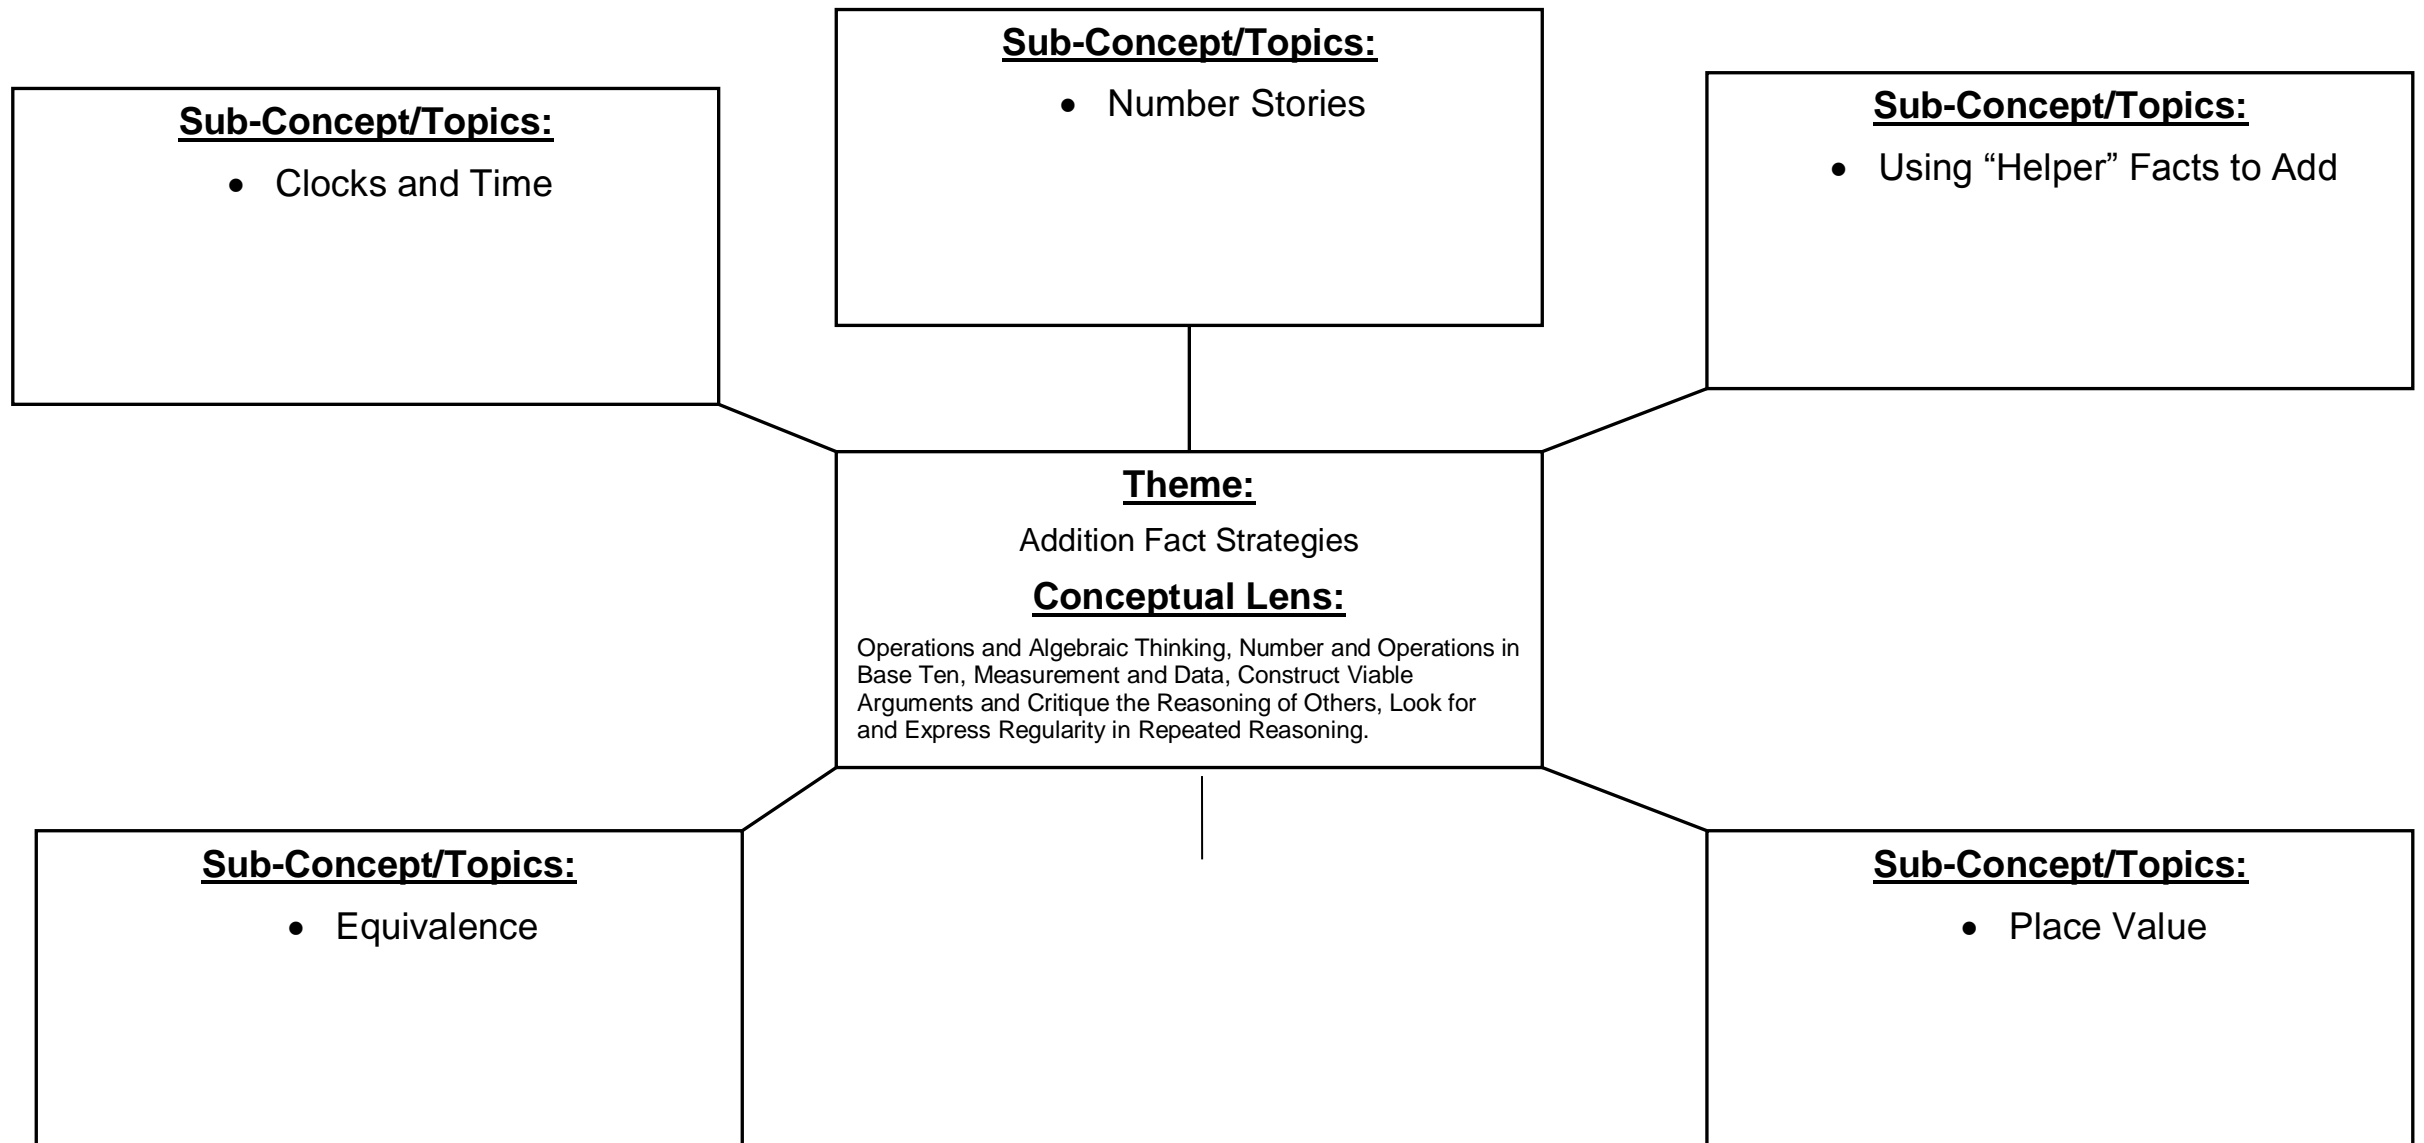 Sub-Concept/Topics:
• Clocks and Time
Sub-Concept/Topics:
• Number Stories
Sub-Concept/Topics:
• Using “Helper” Facts to Add
Theme:
Addition Fact Strategies
Conceptual Lens:
Operations and Algebraic Thinking, Number and Operations in
Base Ten, Measurement and Data, Construct Viable
Arguments and Critique the Reasoning of Others, Look for
and Express Regularity in Repeated Reasoning.
Sub-Concept/Topics:
• Equivalence
Sub-Concept/Topics:
• Place Value